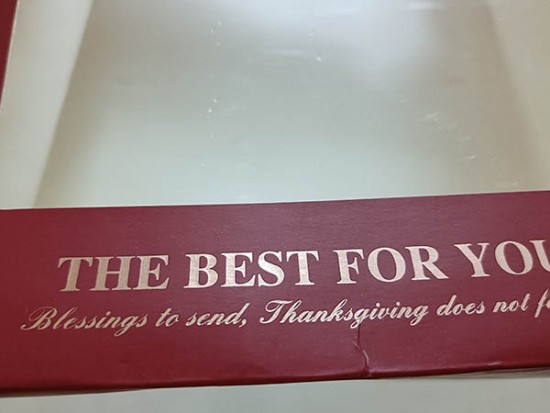 THE BEST FOR YOU
Blessings to send, Thanksgiving does not